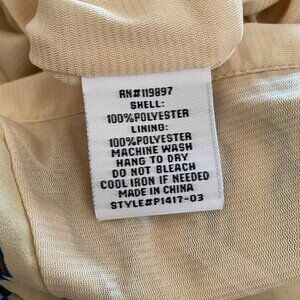 RN#119897
SHELL:
100%POLYESTER
LINING:
100%POLYESTER
MACHINE WASH
HANG TO DRY
DO NOT BLEACH
COOL IRON IF NEEDED
MADE IN CHINA
STYLE#P1417-03